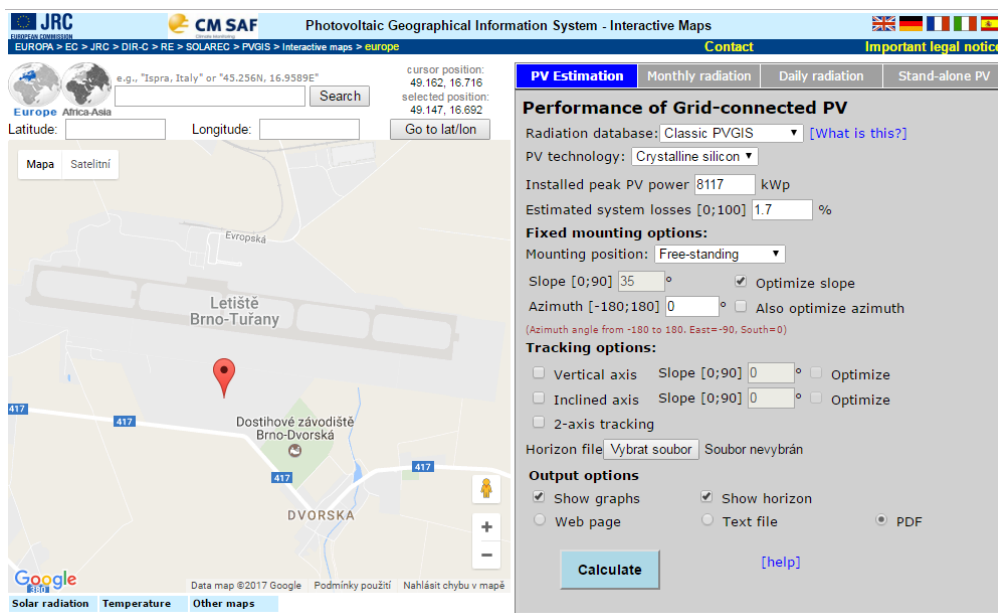 JRC
EUROPEAN COMMISSION
CM SAF
Photovoltaic Geographical Information System - Interactive Maps
EUROPA > EC > JRC > DIR-C > RE > SOLAREC > PVGIS > Interactive maps > europe
Contact
Important legal notice
e.g., "Ispra, Italy" or "45.256N, 16.9589E"
Search
Europe Africa-Asia
cursor position:
49.162, 16.716
selected position:
49.147, 16.692
Latitude:
Longitude:
Go to lat/lon
Mapa
Satelitní
Evropská
Letiště
Brno-Tuřany
417
417
Dostihové závodiště
Brno-Dvorská
417
417
DVORSKA
+
−
Google
380
Data map ©2017 Google
Podmínky použití
Nahlásit chybu v mapě
Solar radiation
Temperature
Other maps
PV Estimation
Monthly radiation
Daily radiation
Stand-alone PV
Performance of Grid-connected PV
Radiation database: Classic PVGIS [What is this?]
PV technology: Crystalline silicon
Installed peak PV power 8117 kWp
Estimated system losses [0;100] 1.7 %
Fixed mounting options:
Mounting position: Free-standing
Slope [0;90] 35 ° Optimize slope
Azimuth [-180;180] 0 ° Also optimize azimuth
(Azimuth angle from -180 to 180. East=-90, South=0)
Tracking options:
Vertical axis Slope [0;90] 0 ° Optimize
Inclined axis Slope [0;90] 0 ° Optimize
2-axis tracking
Horizon file Vybrat soubor Soubor nevybrán
Output options
Show graphs
Show horizon
Web page
Text file
PDF
Calculate
[help]